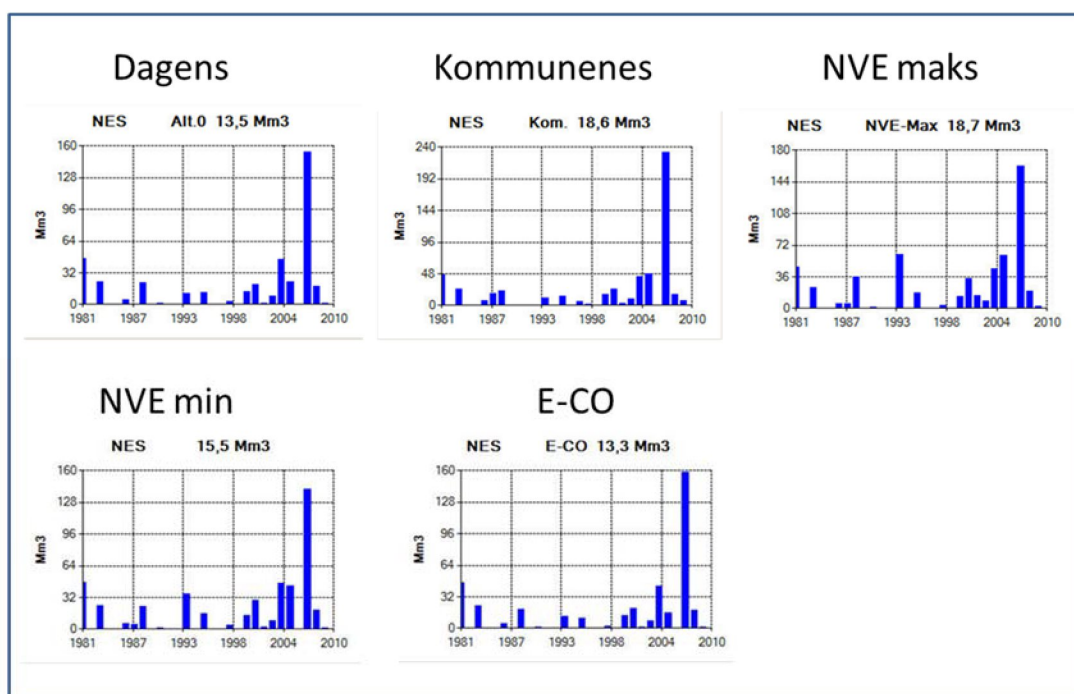 Dagens
Kommunenes
NVE maks
NES Alt.0 13,5 Mm3
160
128
96
64
32
0
Mm3
1981 1987 1993 1998 2004 2010
NES Kom. 18,6 Mm3
240
192
144
96
48
0
Mm3
1981 1987 1993 1998 2004 2010
NES NVE-Max 18,7 Mm3
180
144
108
72
36
0
Mm3
1981 1987 1993 1998 2004 2010
NVE min
E-CO
NES 15,5 Mm3
160
128
96
64
32
0
Mm3
1981 1987 1993 1998 2004 2010
NES E-CO 13,3 Mm3
160
128
96
64
32
0
Mm3
1981 1987 1993 1998 2004 2010